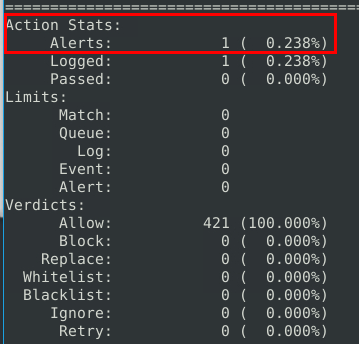 ===============================================
Action Stats:
Alerts: 1 ( 0.238%)
Logged: 1 ( 0.238%)
Passed: 0 ( 0.000%)
Limits:
Match: 0
Queue: 0
Log: 0
Event: 0
Alert: 0
Verdicts:
Allow: 421 (100.000%)
Block: 0 ( 0.000%)
Replace: 0 ( 0.000%)
Whitelist: 0 ( 0.000%)
Blacklist: 0 ( 0.000%)
Ignore: 0 ( 0.000%)
Retry: 0 ( 0.000%)